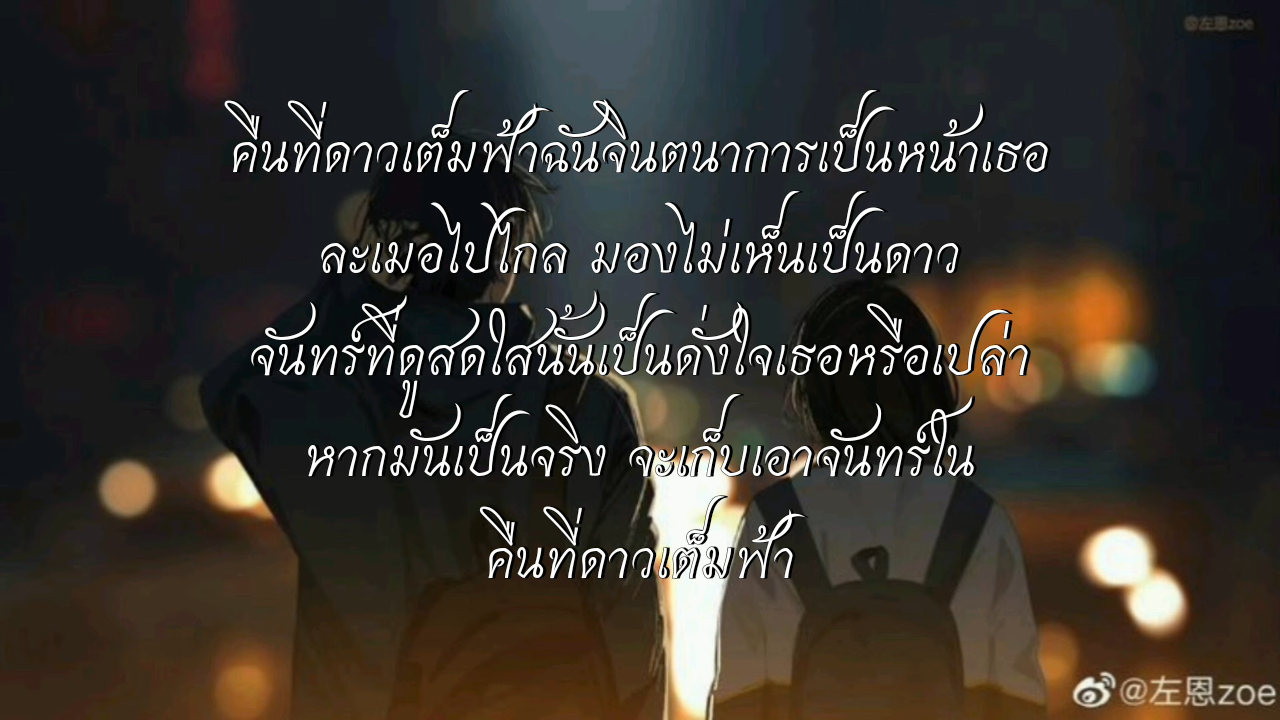 @左恩zoe
คืนที่ดาวเต็มฟ้าฉันจินตนาการเป็นหน้าเธอ
ละเมอไปไกล มองไม่เห็นเป็นดาว
จันทร์ที่ดูสดใสนั้นเป็นดั่งใจเธอหรือเปล่า
หากมันเป็นจริง จะเก็บเอาจันทร์ใน
คืนที่ดาวเต็มฟ้า
@左恩zoe